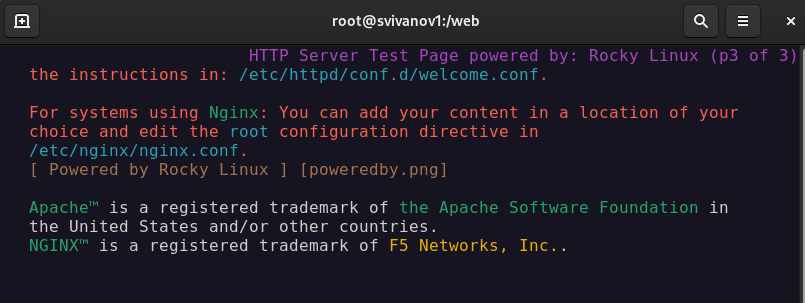 root@svivanov1:/web
HTTP Server Test Page powered by: Rocky Linux (p3 of 3)
the instructions in: /etc/httpd/conf.d/welcome.conf.
For systems using Nginx: You can add your content in a location of your
choice and edit the root configuration directive in
/etc/nginx/nginx.conf.
[ Powered by Rocky Linux ] [poweredby.png]
Apache™ is a registered trademark of the Apache Software Foundation in
the United States and/or other countries.
NGINX™ is a registered trademark of F5 Networks, Inc..